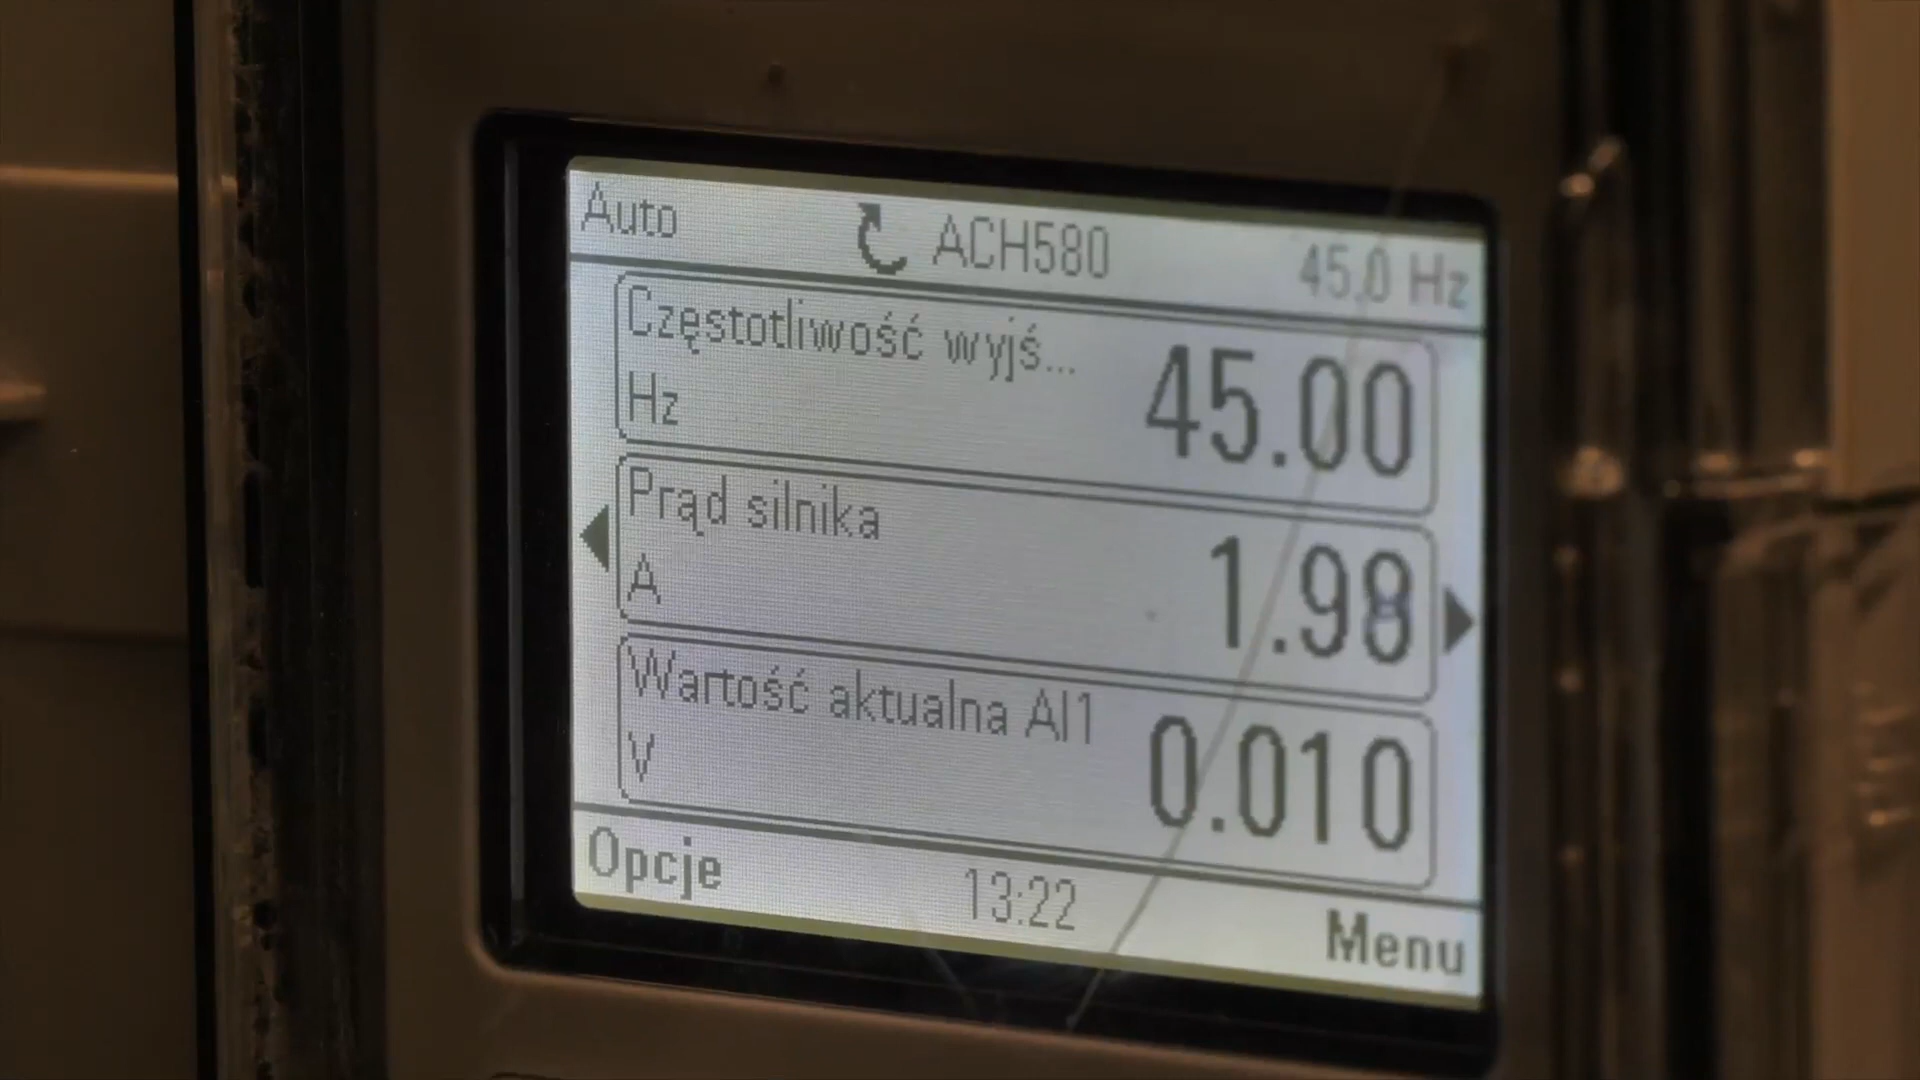 Auto ACH580 45.0 Hz
Częstotliwość wyjś... 45.00
Hz
Prąd silnika 1.98
A
Wartość aktualna AI1 0.010
V
Opcje 13:22 Menu